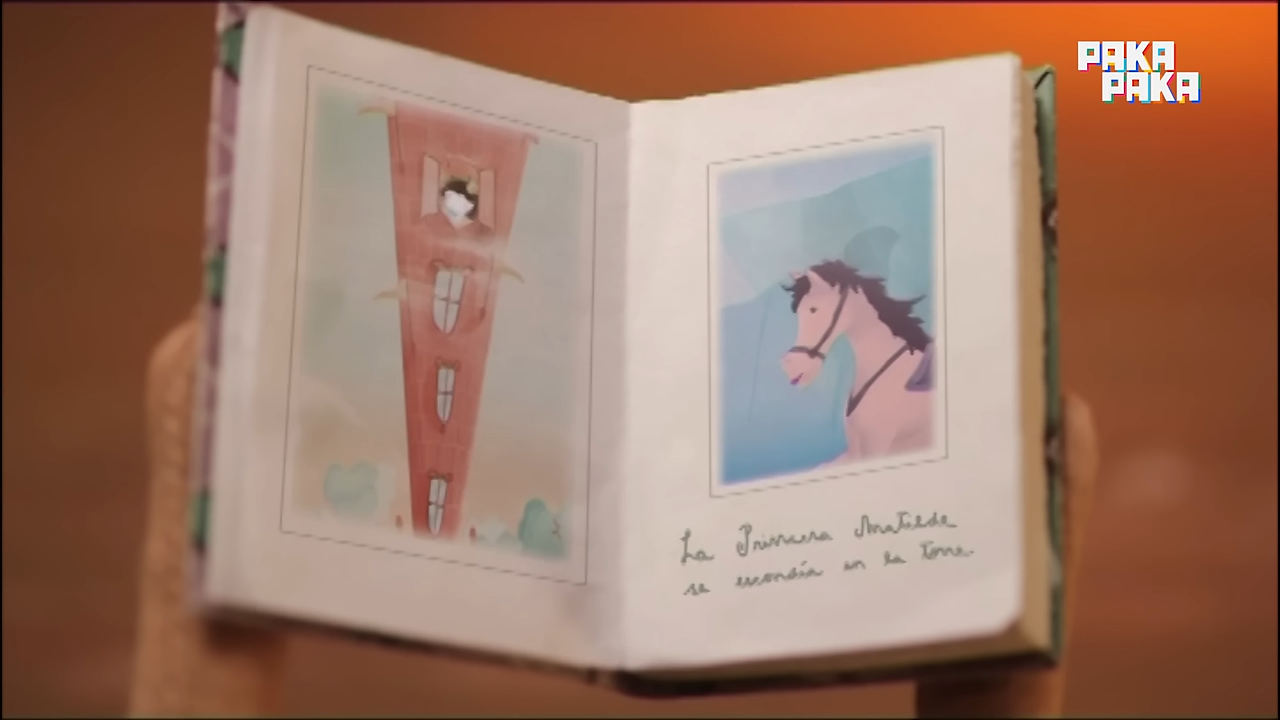 PAKA
PAKA
La Princesa Matilde
se escondía en la torre.